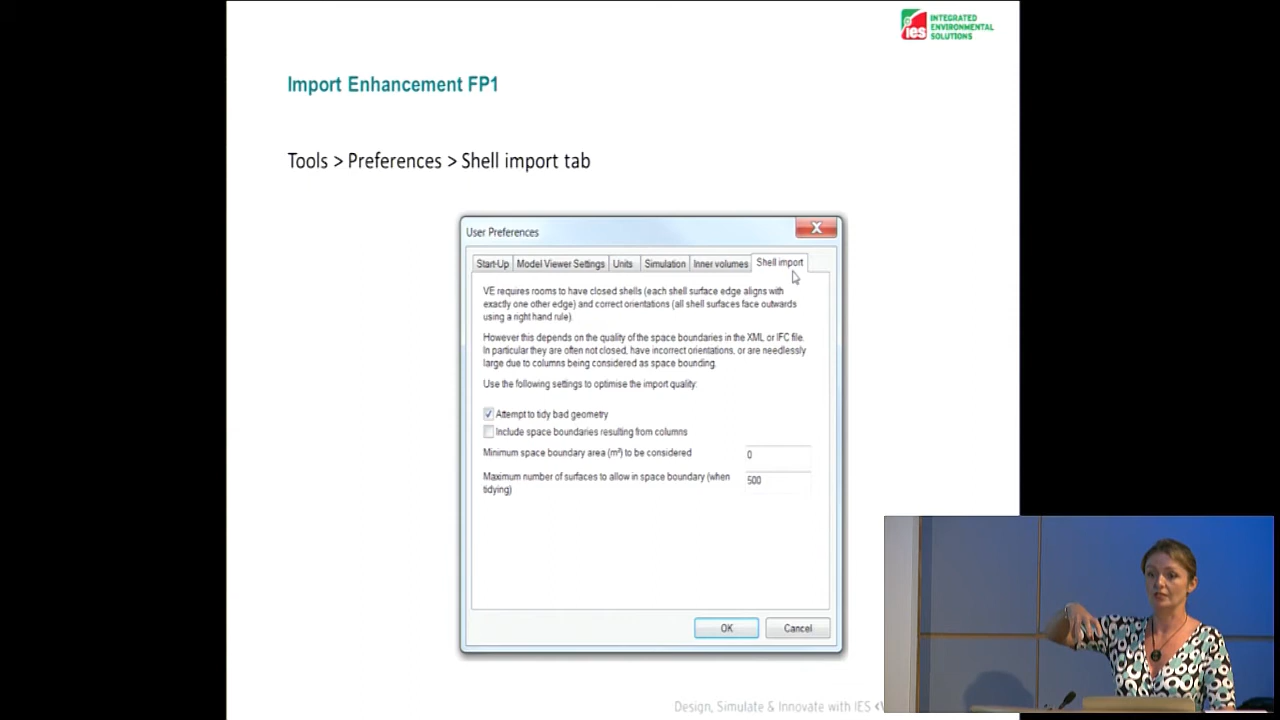 ies
INTEGRATED
ENVIRONMENTAL
SOLUTIONS
Import Enhancement FP1
Tools > Preferences > Shell import tab
User Preferences
Start-Up Model Viewer Settings Units Simulation Inner volumes Shell import
VE requires rooms to have closed shells (each shell surface edge aligns with
exactly one other edge) and correct orientations (all shell surfaces face outwards
using a right hand rule).
However this depends on the quality of the space boundaries in the XML or IFC file.
In particular they are often not closed, have incorrect orientations, or are needlessly
large due to columns being considered as space bounding.
Use the following settings to optimise the import quality:
Attempt to tidy bad geometry
Include space boundaries resulting from columns
Minimum space boundary area (m²) to be considered 0
Maximum number of surfaces to allow in space boundary (when
tidying) 500
OK Cancel
Design, Simulate & Innovate with IES